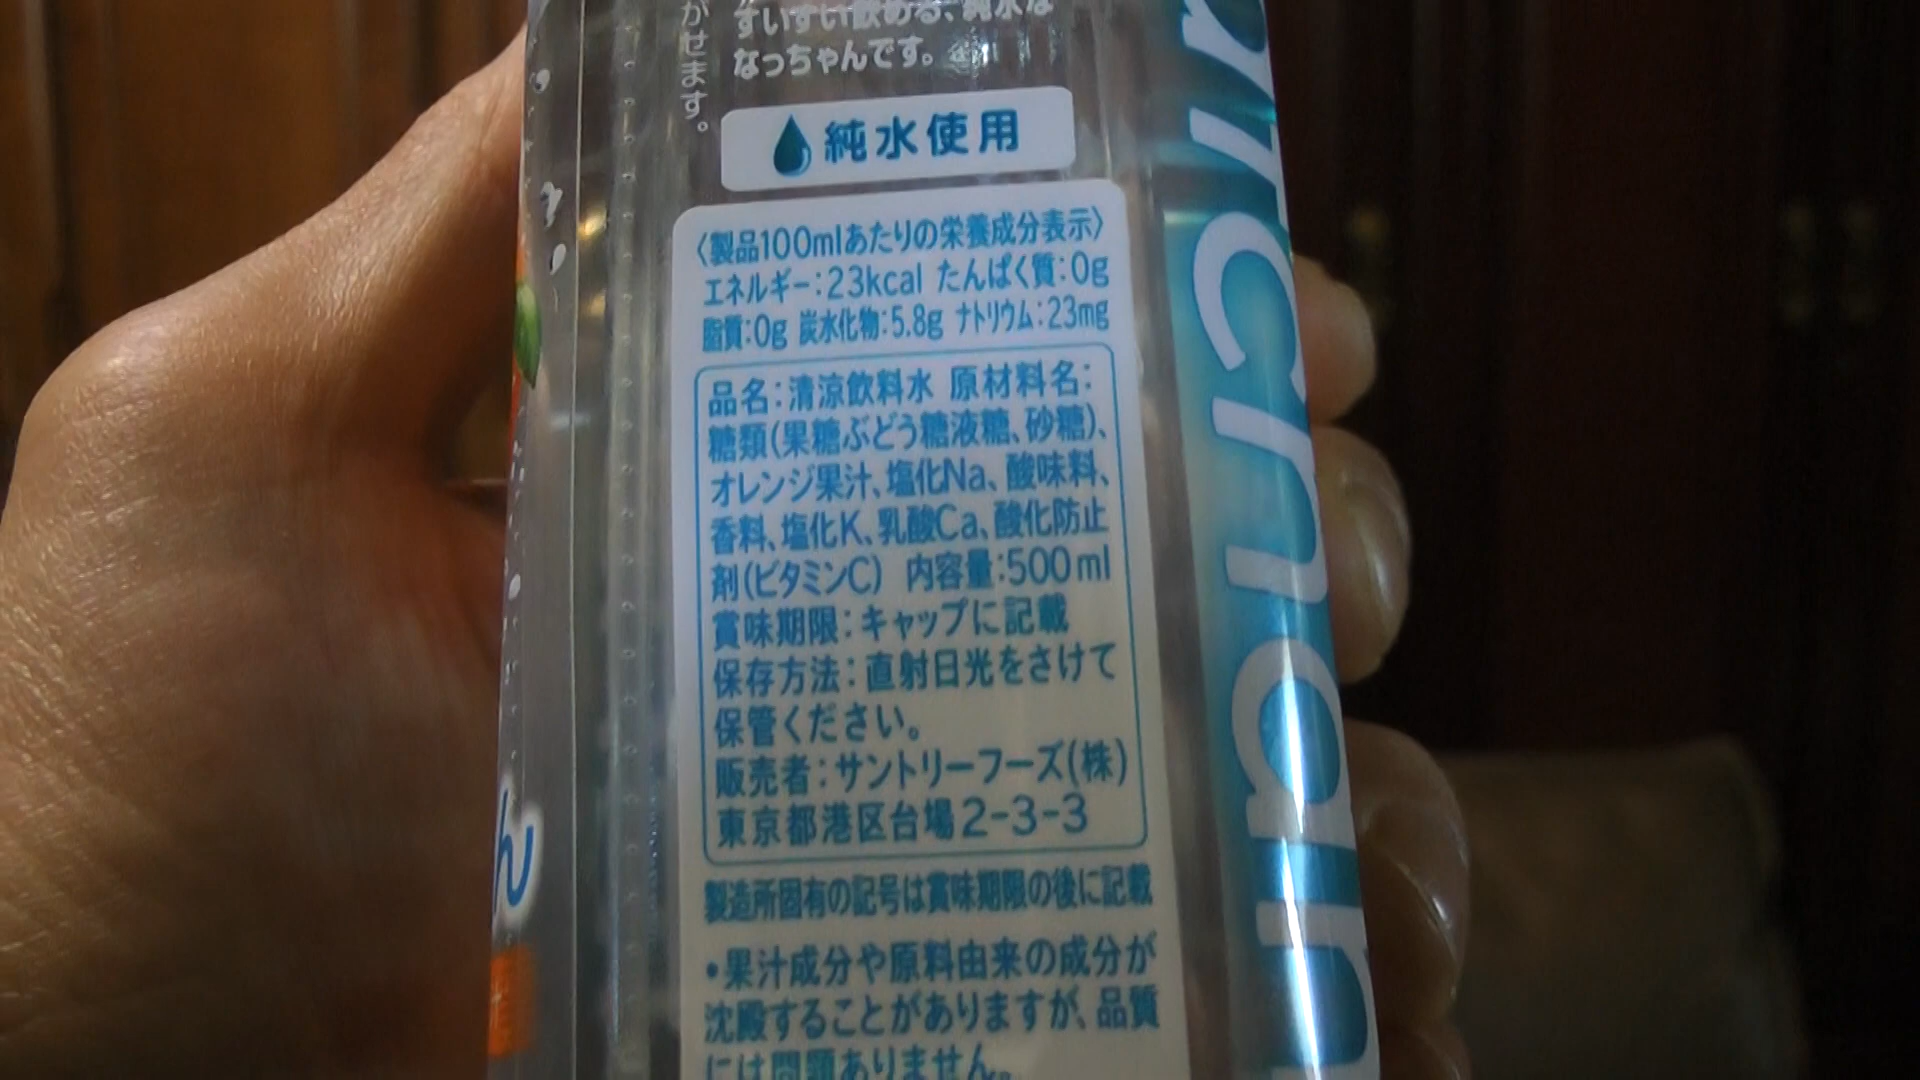 がせます。
すいすい飲める、純水な
なっちゃんです。
純水使用
〈製品100mlあたりの栄養成分表示〉
エネルギー:23kcal たんぱく質:0g
脂質:0g 炭水化物:5.8g ナトリウム:23mg
品名:清涼飲料水 原材料名:
糖類(果糖ぶどう糖液糖、砂糖)、
オレンジ果汁、塩化Na、酸味料、
香料、塩化K、乳酸Ca、酸化防止
剤(ビタミンC) 内容量:500ml
賞味期限:キャップに記載
保存方法:直射日光をさけて
保管ください。
販売者:サントリーフーズ(株)
東京都港区台場2-3-3
製造所固有の記号は賞味期限の後に記載
•果汁成分や原料由来の成分が
沈殿することがありますが、品質
には問題ありません。
ん